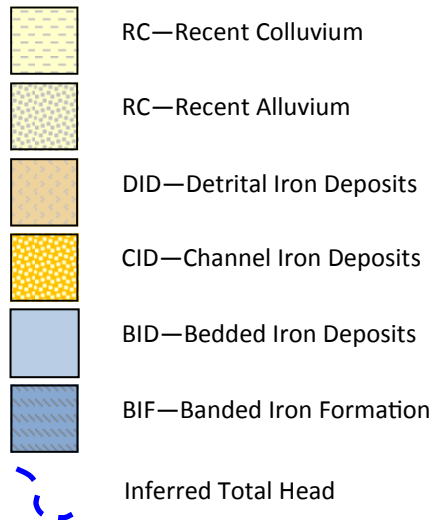 RC—Recent Colluvium
RC—Recent Alluvium
DID—Detrital Iron Deposits
CID—Channel Iron Deposits
BID—Bedded Iron Deposits
BIF—Banded Iron Formation
Inferred Total Head